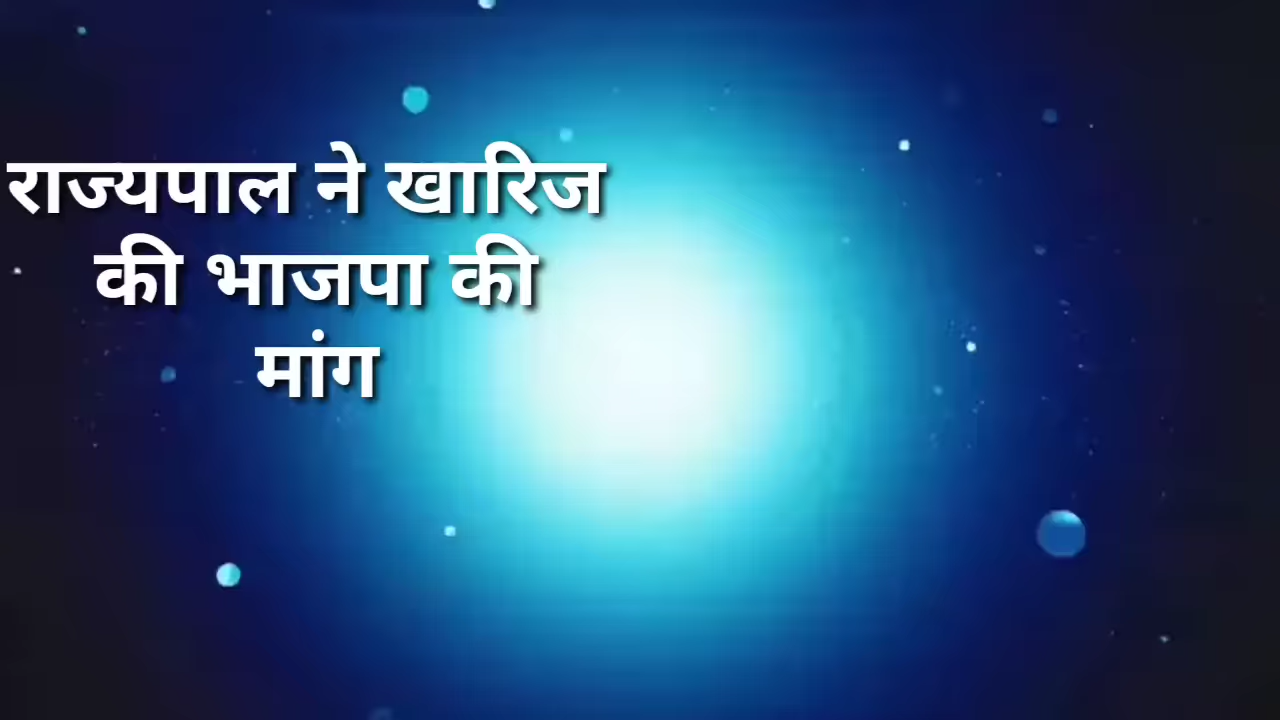 राज्यपाल ने खारिज
की भाजपा की
मांग